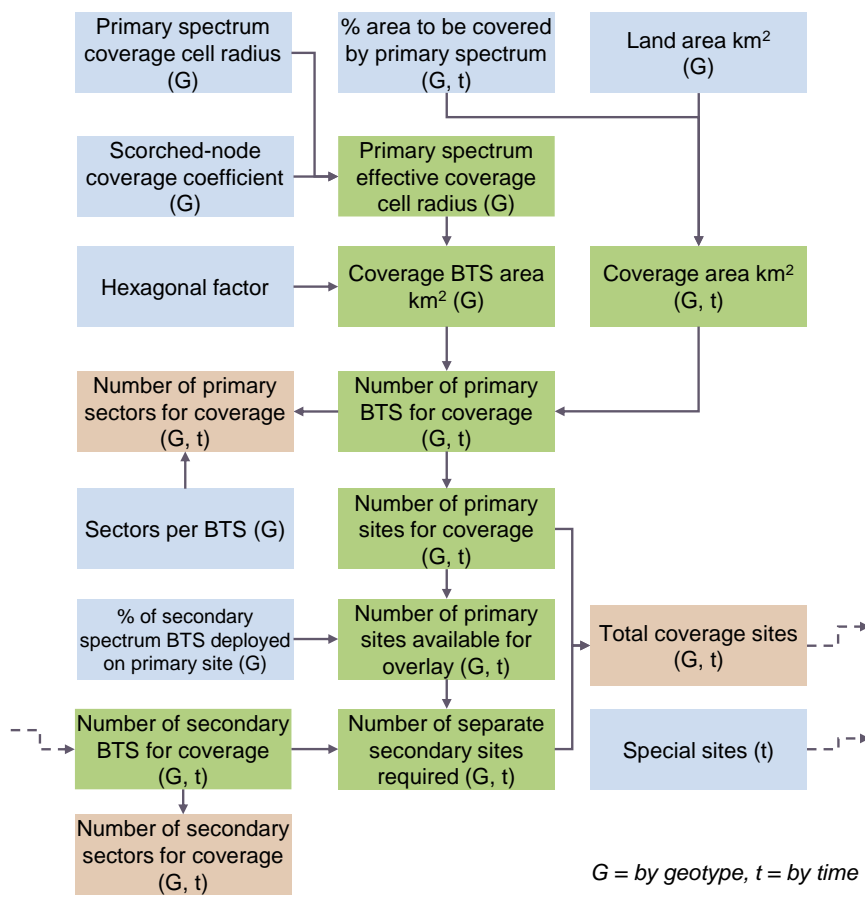 Primary spectrum
coverage cell radius
(G)
% area to be covered
by primary spectrum
(G, t)
Land area km²
(G)
Scorched-node
coverage coefficient
(G)
Primary spectrum
effective coverage
cell radius (G)
Hexagonal factor
Coverage BTS area
km² (G)
Coverage area km²
(G, t)
Number of primary
sectors for coverage
(G, t)
Number of primary
BTS for coverage
(G, t)
Sectors per BTS (G)
Number of primary
sites for coverage
(G, t)
% of secondary
spectrum BTS deployed
on primary site (G)
Number of primary
sites available for
overlay (G, t)
Total coverage sites
(G, t)
Number of secondary
BTS for coverage
(G, t)
Number of separate
secondary sites
required (G, t)
Special sites (t)
Number of secondary
sectors for coverage
(G, t)
G = by geotype, t = by time